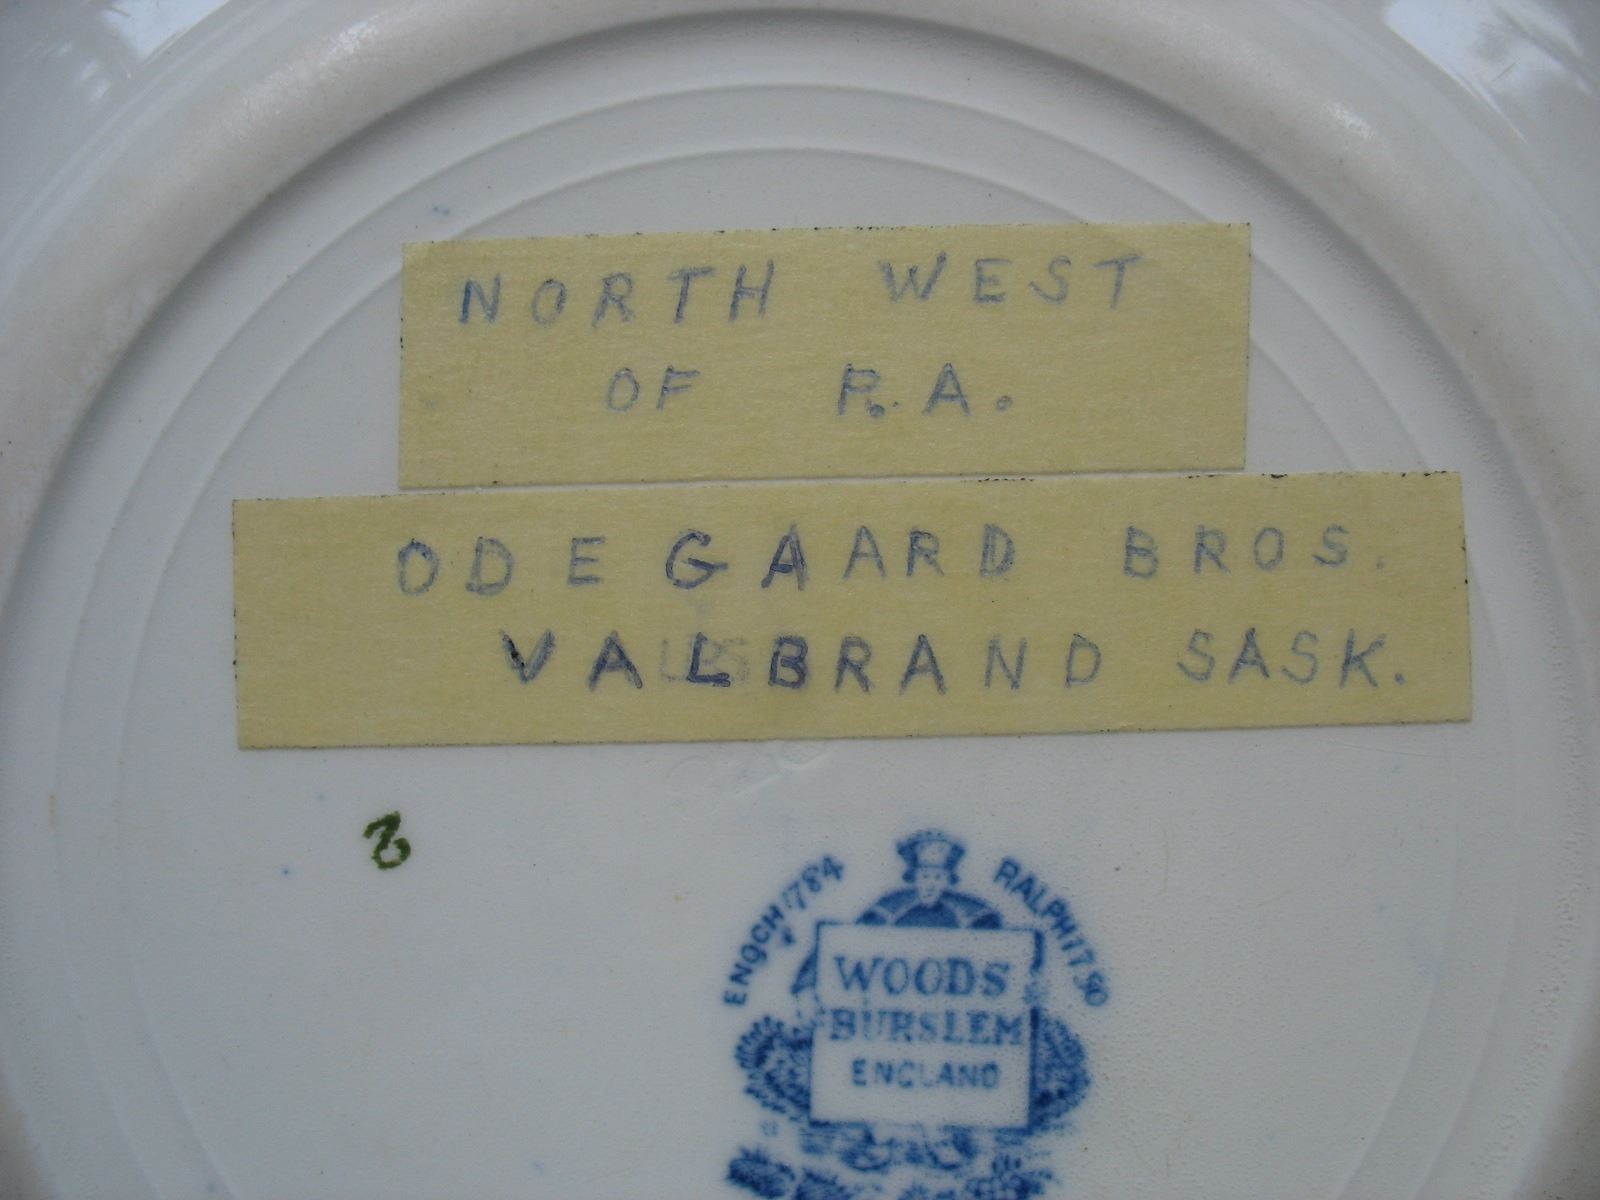 NORTH WEST
OF P.A.
ODEGAARD BROS.
VALBRAND SASK.
ENOCH 1784
RALPH 1750
WOODS
BURSLEM
ENGLAND